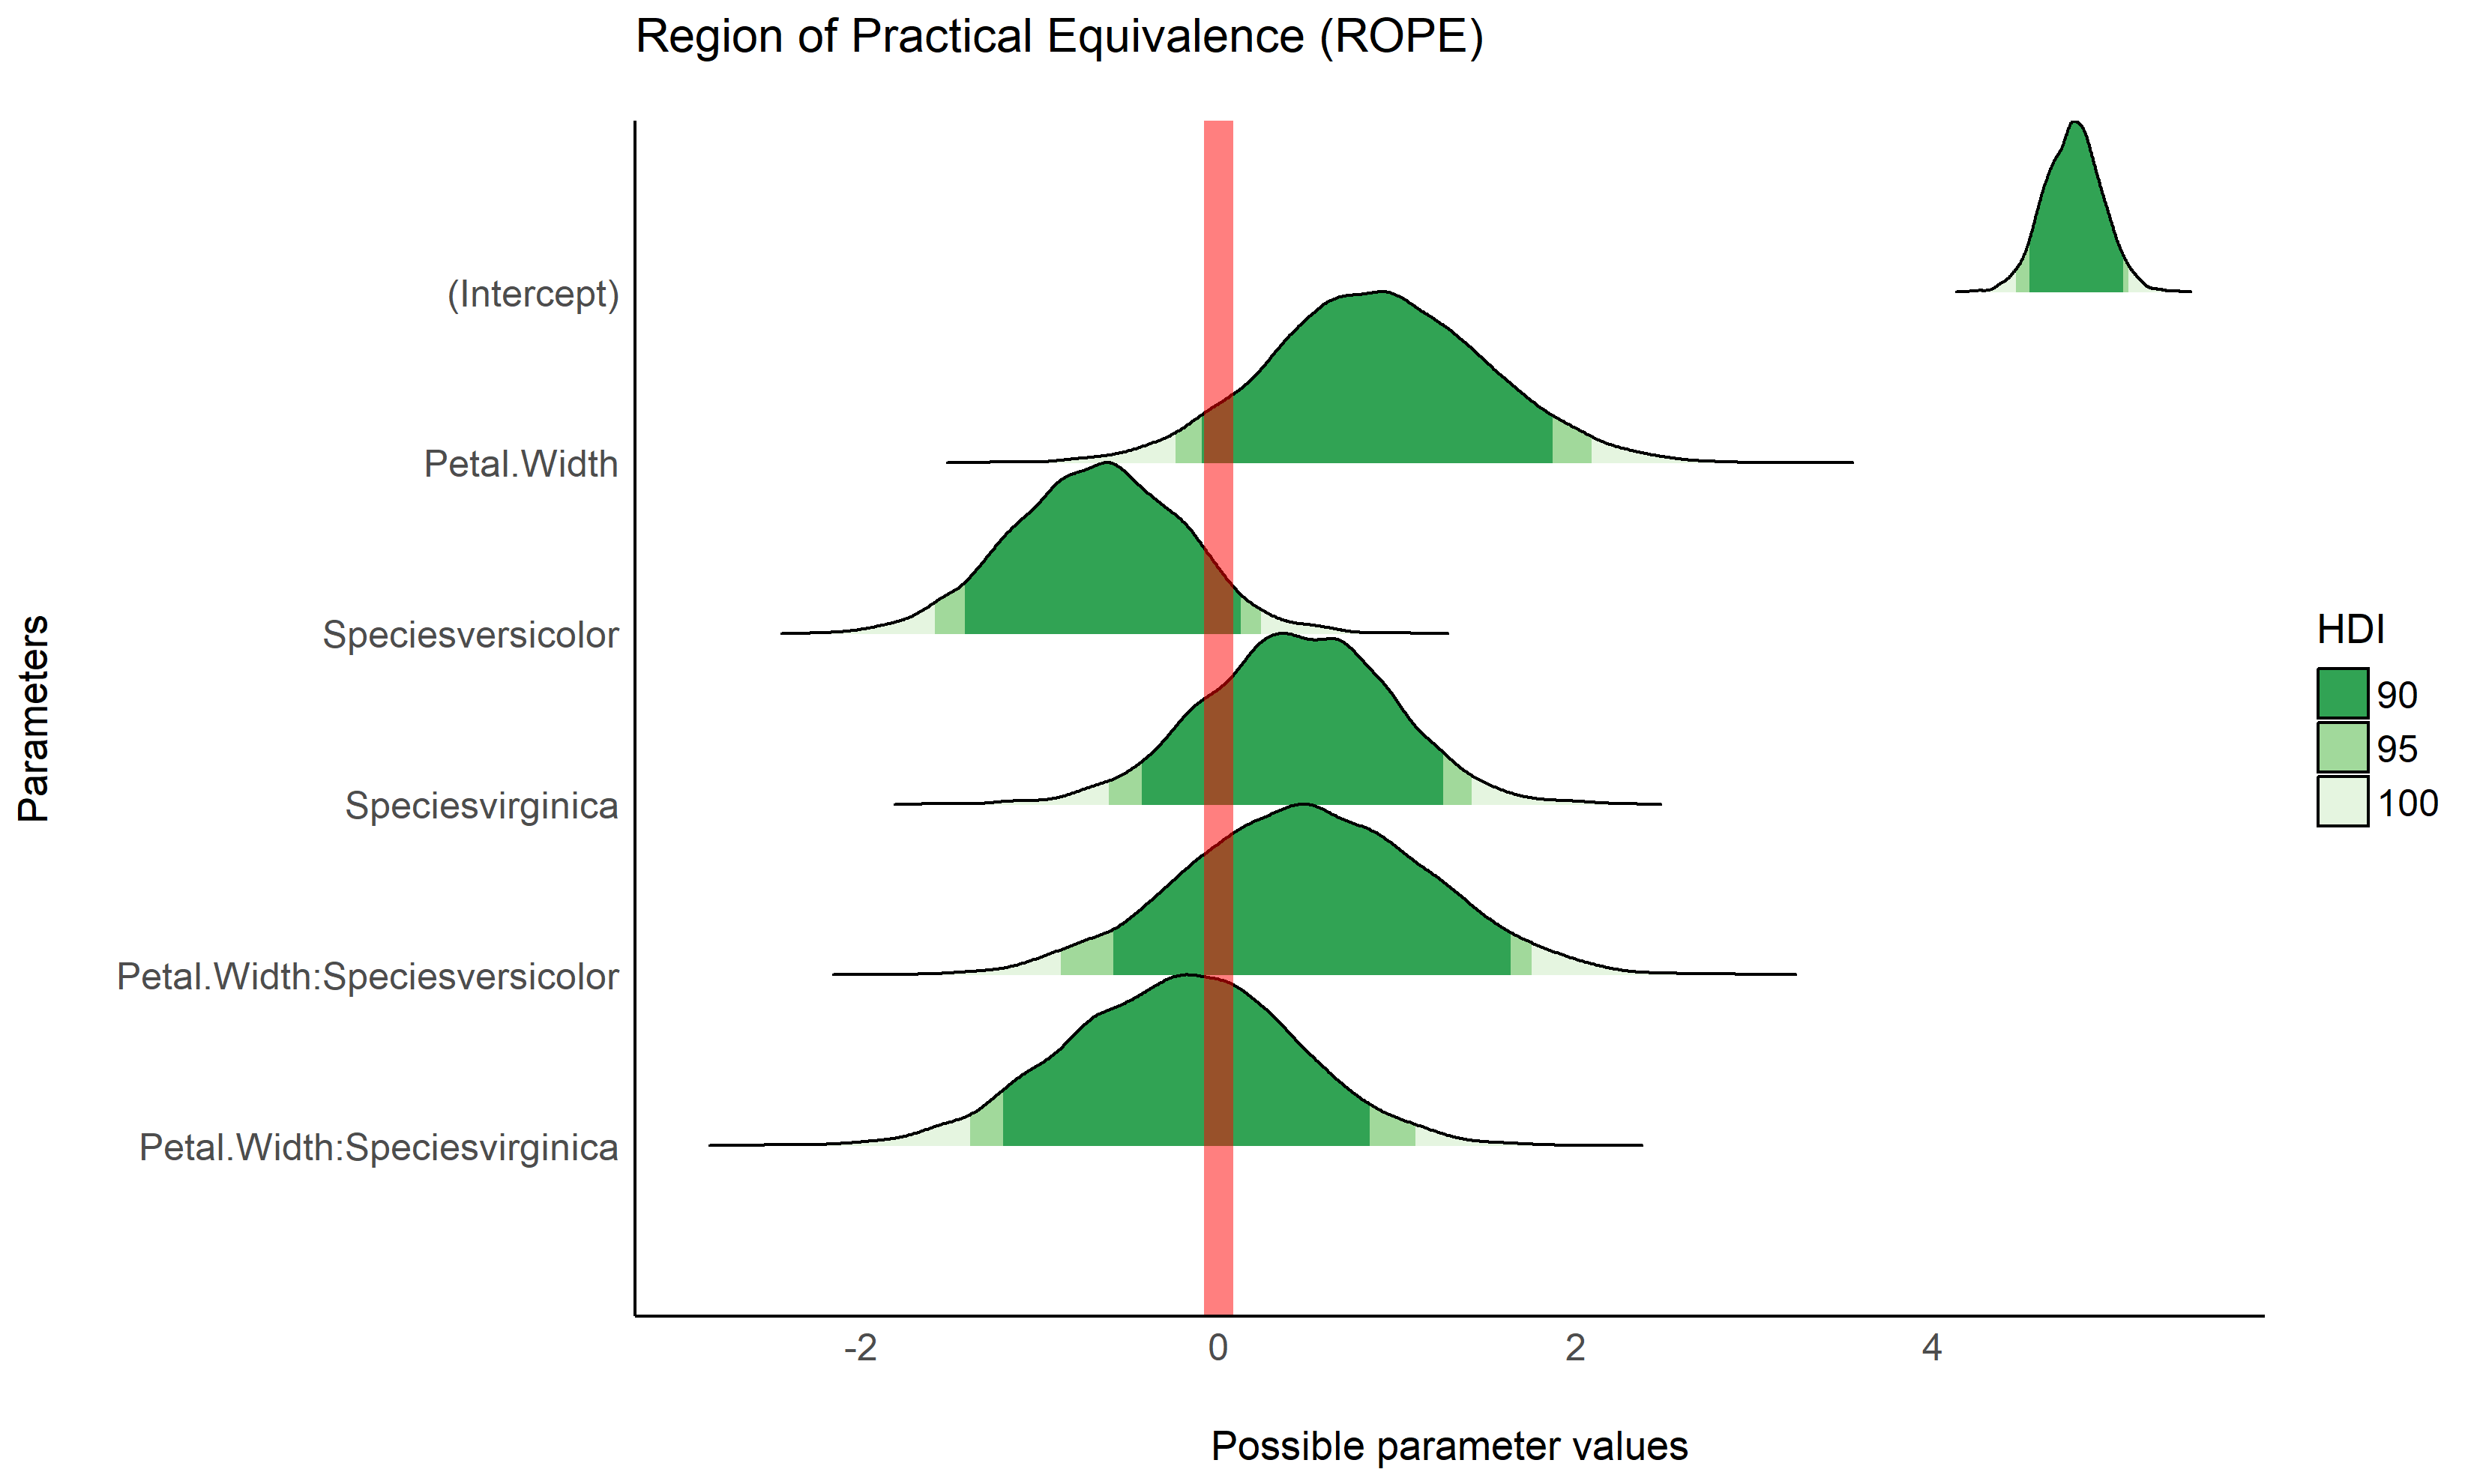 Region of Practical Equivalence (ROPE)
(Intercept)
Petal.Width
Speciesversicolor
Speciesvirginica
Petal.Width:Speciesversicolor
Petal.Width:Speciesvirginica
Parameters
-2 0 2 4
Possible parameter values
HDI
90
95
100